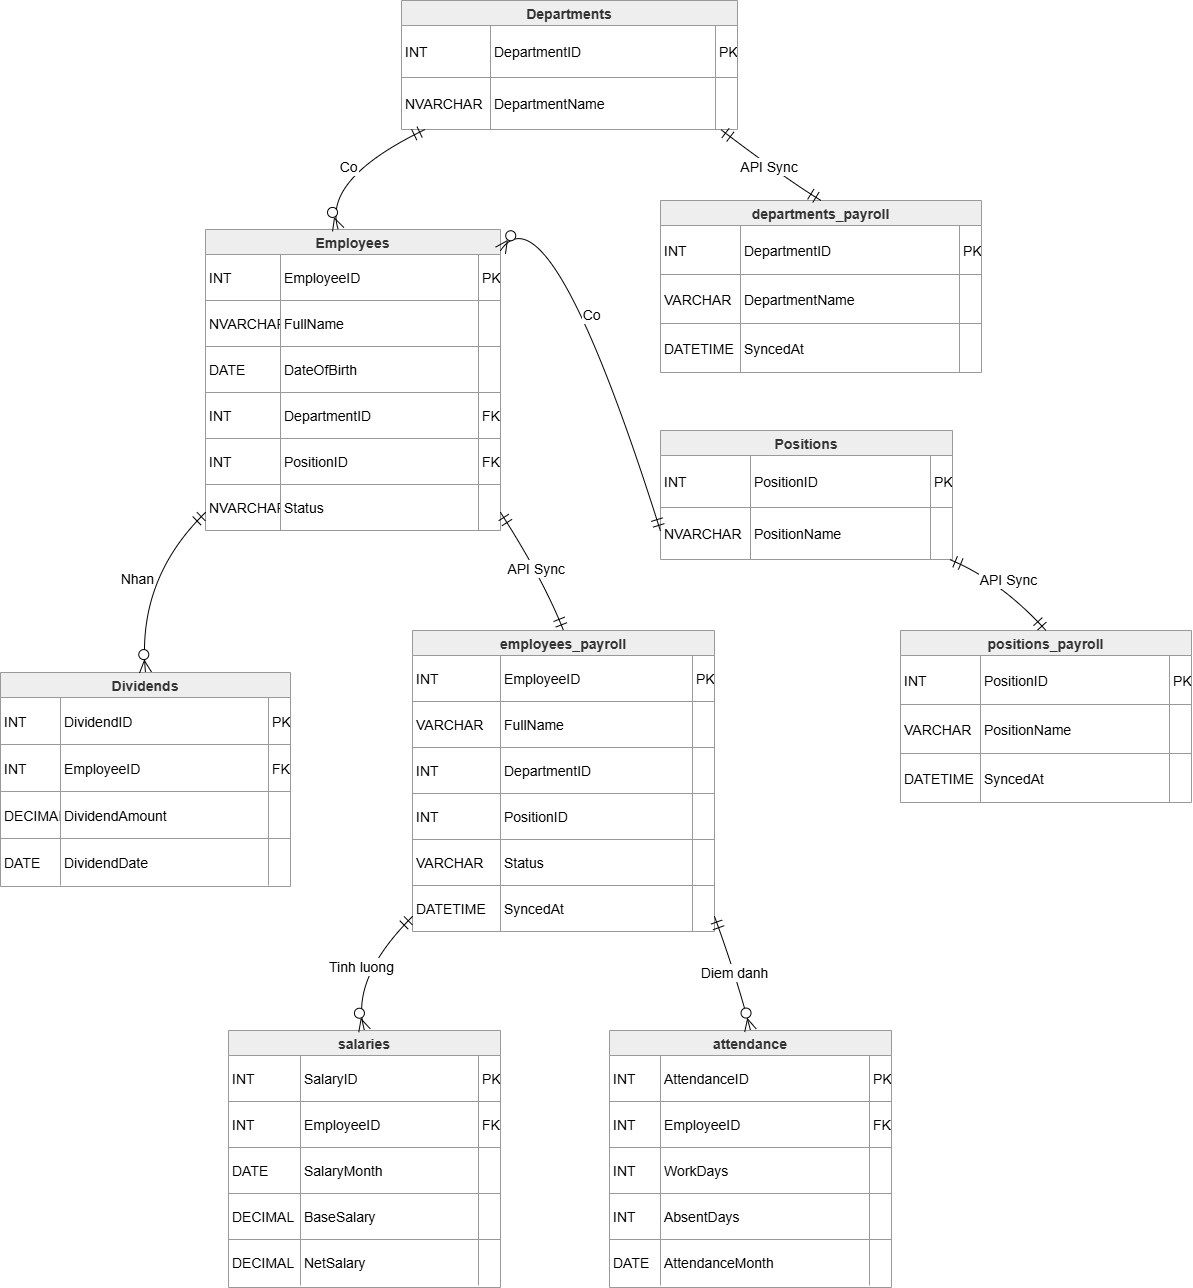 Departments
INT DepartmentID PK
NVARCHAR DepartmentName
Co
API Sync
departments_payroll
INT DepartmentID PK
VARCHAR DepartmentName
DATETIME SyncedAt
Employees
INT EmployeeID PK
NVARCHAR FullName
DATE DateOfBirth
INT DepartmentID FK
INT PositionID FK
NVARCHAR Status
Co
Positions
INT PositionID PK
NVARCHAR PositionName
Nhan
API Sync
API Sync
Dividends
INT DividendID PK
INT EmployeeID FK
DECIMA DividendAmount
DATE DividendDate
employees_payroll
INT EmployeeID PK
VARCHAR FullName
INT DepartmentID
INT PositionID
VARCHAR Status
DATETIME SyncedAt
positions_payroll
INT PositionID PK
VARCHAR PositionName
DATETIME SyncedAt
Tinh luong
Diem danh
salaries
INT SalaryID PK
INT EmployeeID FK
DATE SalaryMonth
DECIMAL BaseSalary
DECIMAL NetSalary
attendance
INT AttendanceID PK
INT EmployeeID FK
INT WorkDays
INT AbsentDays
DATE AttendanceMonth